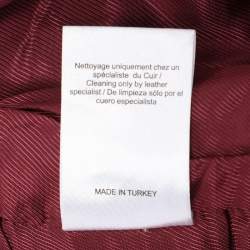 Nettoyage uniquement chez un
spécialiste du Cuir /
Cleaning only by leather
specialist / De limpieza sólo por el
cuero especialista
MADE IN TURKEY